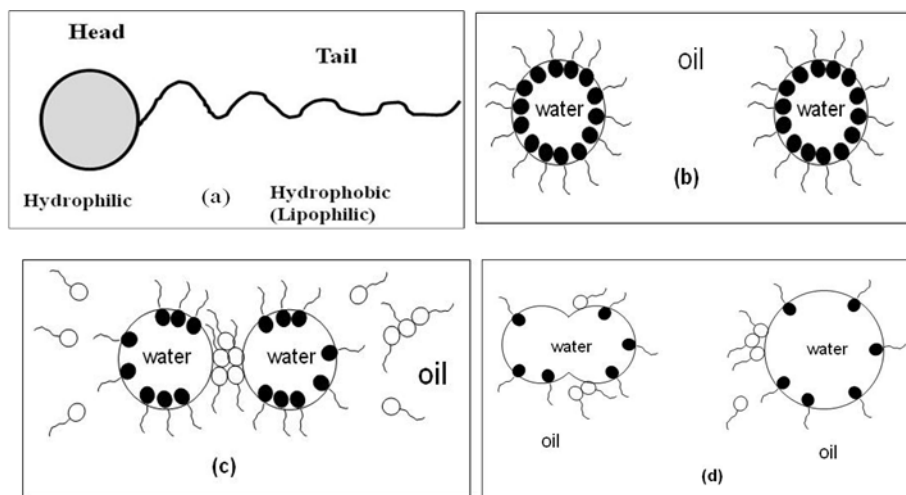 Head
Tail
Hydrophilic
(a)
Hydrophobic
(Lipophilic)
oil
water
water
(b)
water
water
oil
(c)
water
water
oil
oil
(d)